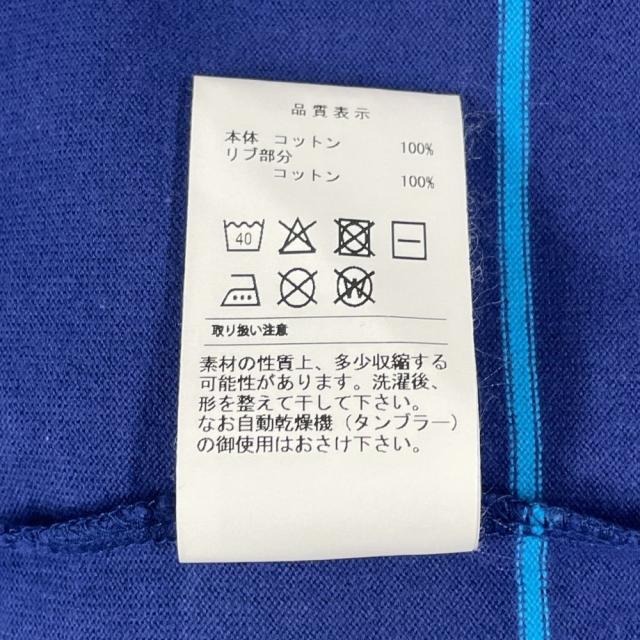 品質表示
本体 コットン 100%
リブ部分
コットン 100%
40
W
取り扱い注意
素材の性質上、多少収縮する
可能性があります。洗濯後、
形を整えて干して下さい。
なお自動乾燥機（タンブラー）
の御使用はおさけ下さい。